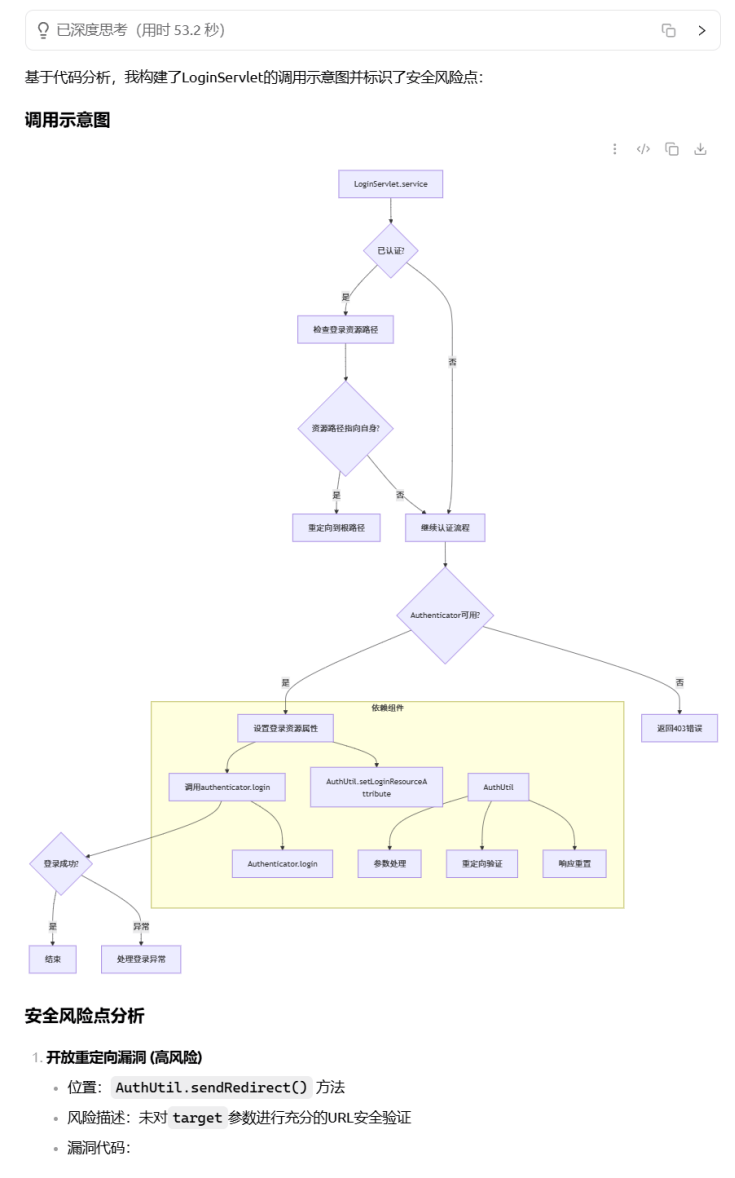 已深度思考（用时 53.2 秒）
基于代码分析，我构建了LoginServlet的调用示意图并标识了安全风险点：
调用示意图
LoginServlet.service
已认证?
是
检查登录资源路径
否
资源路径指向自身?
是
否
重定向到根路径
继续认证流程
Authenticator可用?
是
否
依赖组件
设置登录资源属性
返回403错误
调用authenticator.login
AuthUtil.setLoginResourceA
ttribute
AuthUtil
登录成功?
Authenticator.login
参数处理
重定向验证
响应重置
是
异常
结束
处理登录异常
安全风险点分析
1. 开放重定向漏洞 (高风险)
位置： AuthUtil.sendRedirect() 方法
风险描述：未对 target 参数进行充分的URL安全验证
漏洞代码：